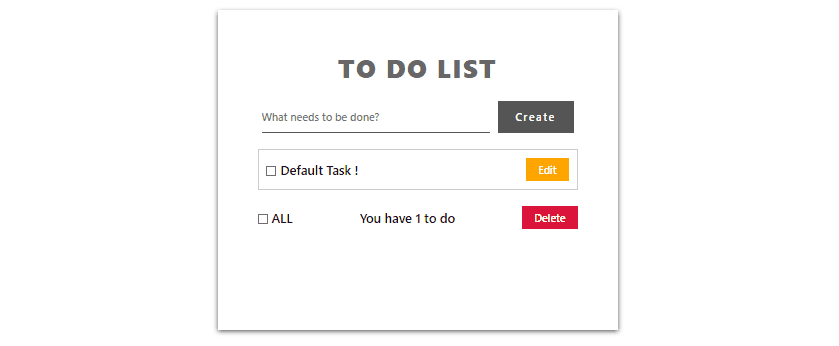 TO DO LIST
What needs to be done?
Create
Default Task !
Edit
ALL
You have 1 to do
Delete